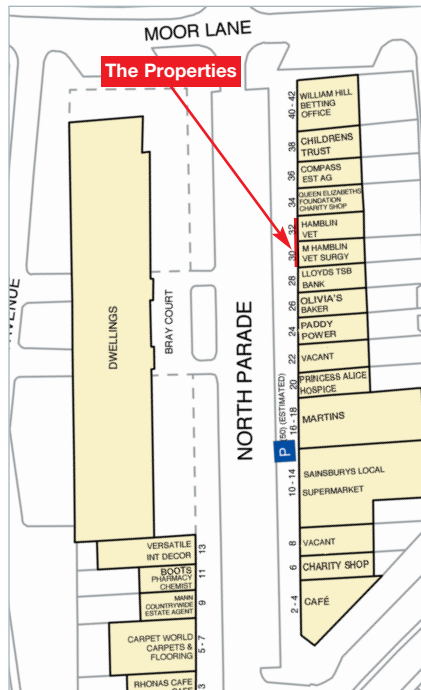 MOOR LANE
The Properties
AVENUE
DWELLINGS
BRAY COURT
NORTH PARADE
P
(50) (ESTIMATED)
40 - 42
WILLIAM HILL
BETTING
OFFICE
38
CHILDRENS
TRUST
36
COMPASS
EST AG
34
QUEEN ELIZABETHS
FOUNDATION
CHARITY SHOP
32
HAMBLIN
VET
30
M HAMBLIN
VET SURGY
28
LLOYDS TSB
BANK
26
OLIVIA'S
BAKER
24
PADDY
POWER
22
VACANT
20
PRINCESS ALICE
HOSPICE
16 - 18
MARTINS
10 - 14
SAINSBURYS LOCAL
SUPERMARKET
8
VACANT
6
CHARITY SHOP
2 - 4
CAFÉ
VERSATILE
INT DECOR
13
BOOTS
PHARMACY
CHEMIST
11
MANN
COUNTRYWIDE
ESTATE AGENT
9
CARPET WORLD
CARPETS &
FLOORING
5 - 7
RHONAS CAFE
CAFE
3